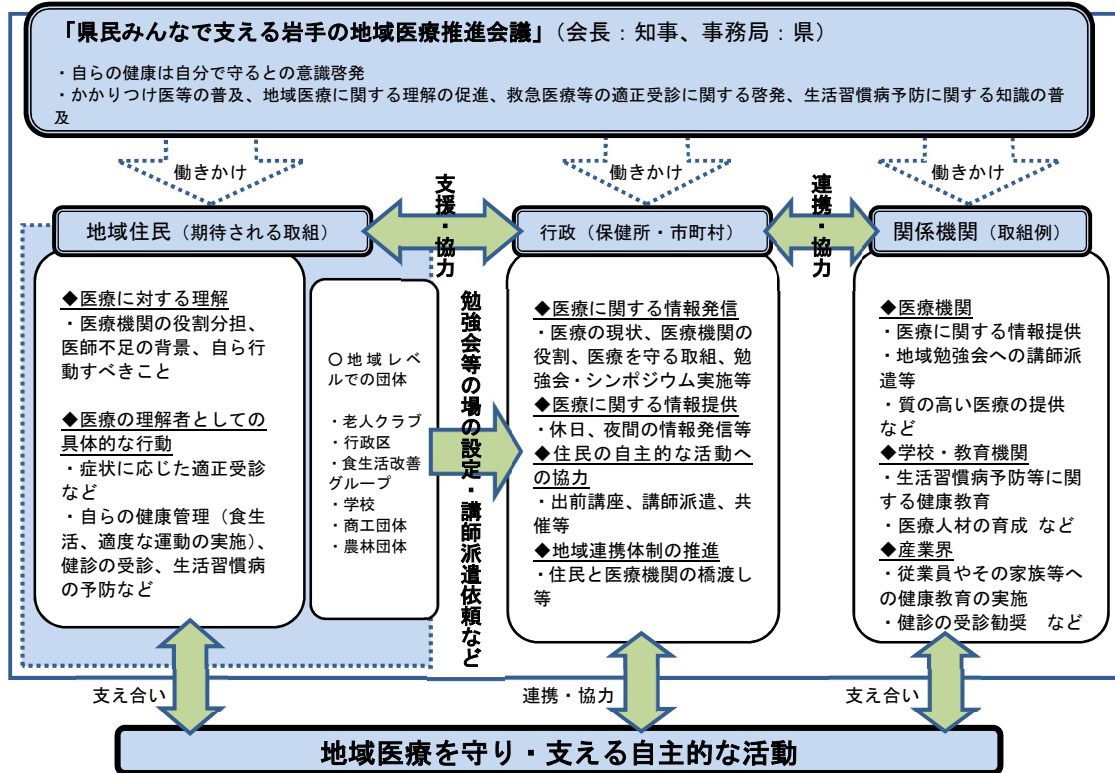 「県民みんなで支える岩手の地域医療推進会議」（会長：知事、事務局：県）
・自らの健康は自分で守るとの意識啓発
・かかりつけ医等の普及、地域医療に関する理解の促進、救急医療等の適正受診に関する啓発、生活習慣病予防に関する知識の普
及
働きかけ
働きかけ
働きかけ
支援・協力
連携・協力
地域住民（期待される取組）
行政（保健所・市町村）
関係機関（取組例）
◆医療に対する理解
・医療機関の役割分担、
医師不足の背景、自ら行
動すべきこと
◆医療の理解者としての
具体的な行動
・症状に応じた適正受診
など
・自らの健康管理（食生
活、適度な運動の実施）、
健診の受診、生活習慣病
の予防など
〇地域レベ
ルでの団体
・老人クラブ
・行政区
・食生活改善
グループ
・学校
・商工団体
・農林団体
勉強会等の場の設定・講師派遣依頼など
◆医療に関する情報発信
・医療の現状、医療機関の
役割、医療を守る取組、勉
強会・シンポジウム実施等
◆医療に関する情報提供
・休日、夜間の情報発信等
◆住民の自主的な活動へ
の協力
・出前講座、講師派遣、共
催等
◆地域連携体制の推進
・住民と医療機関の橋渡し
等
◆医療機関
・医療に関する情報提供
・地域勉強会への講師派
遣等
・質の高い医療の提供
など
◆学校・教育機関
・生活習慣病予防等に関
する健康教育
・医療人材の育成 など
◆産業界
・従業員やその家族等へ
の健康教育の実施
・健診の受診勧奨　など
支え合い
連携・協力
支え合い
地域医療を守り・支える自主的な活動